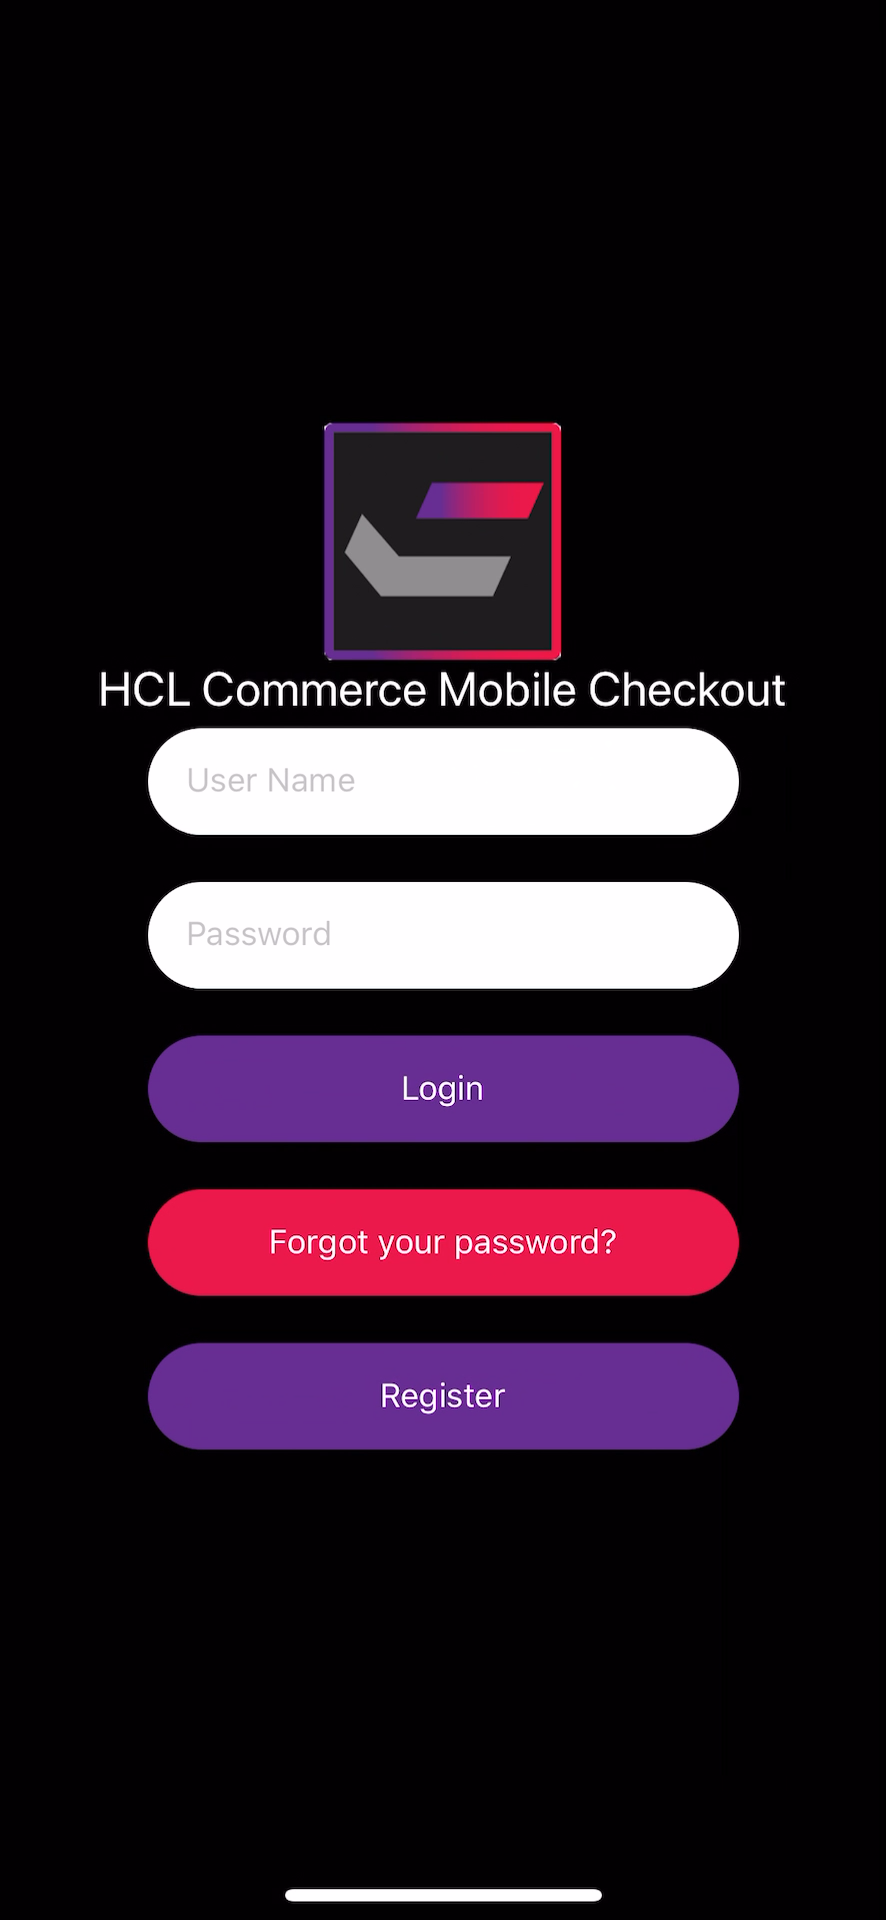 HCL Commerce Mobile Checkout
User Name
Password
Login
Forgot your password?
Register